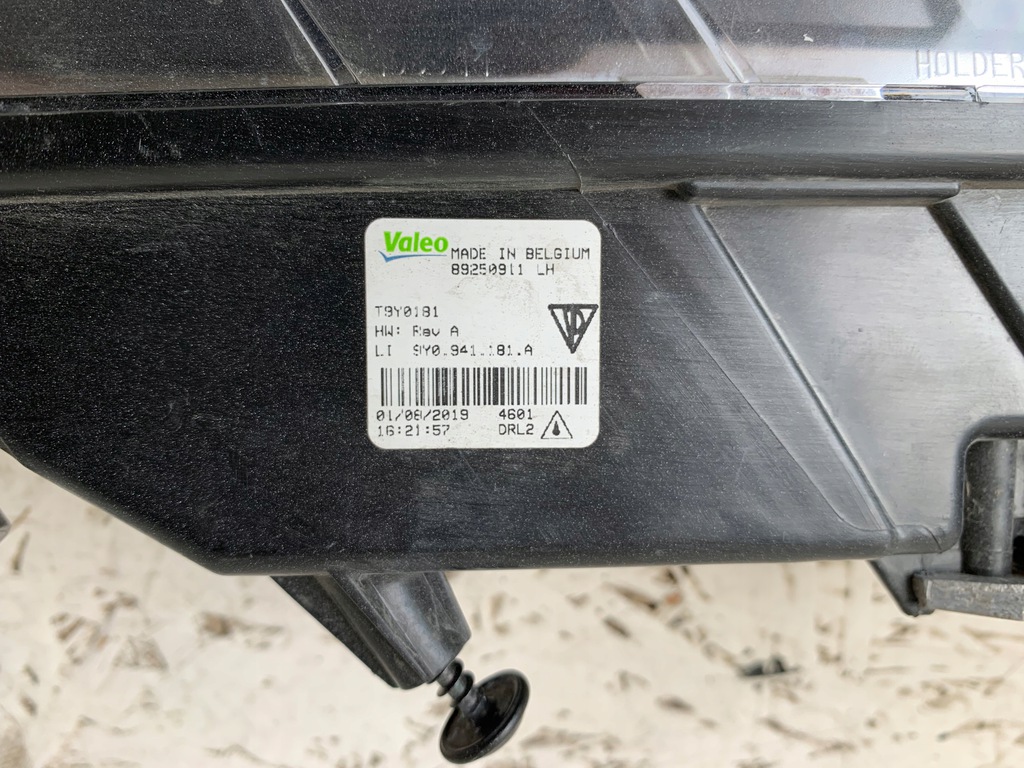 HOLDER
Valeo
MADE IN BELGIUM
89250911 LH
T9Y0181
HW: Rev A
LI 9Y0.941.181.A
01/08/2019 4601
16:21:57 DRL2